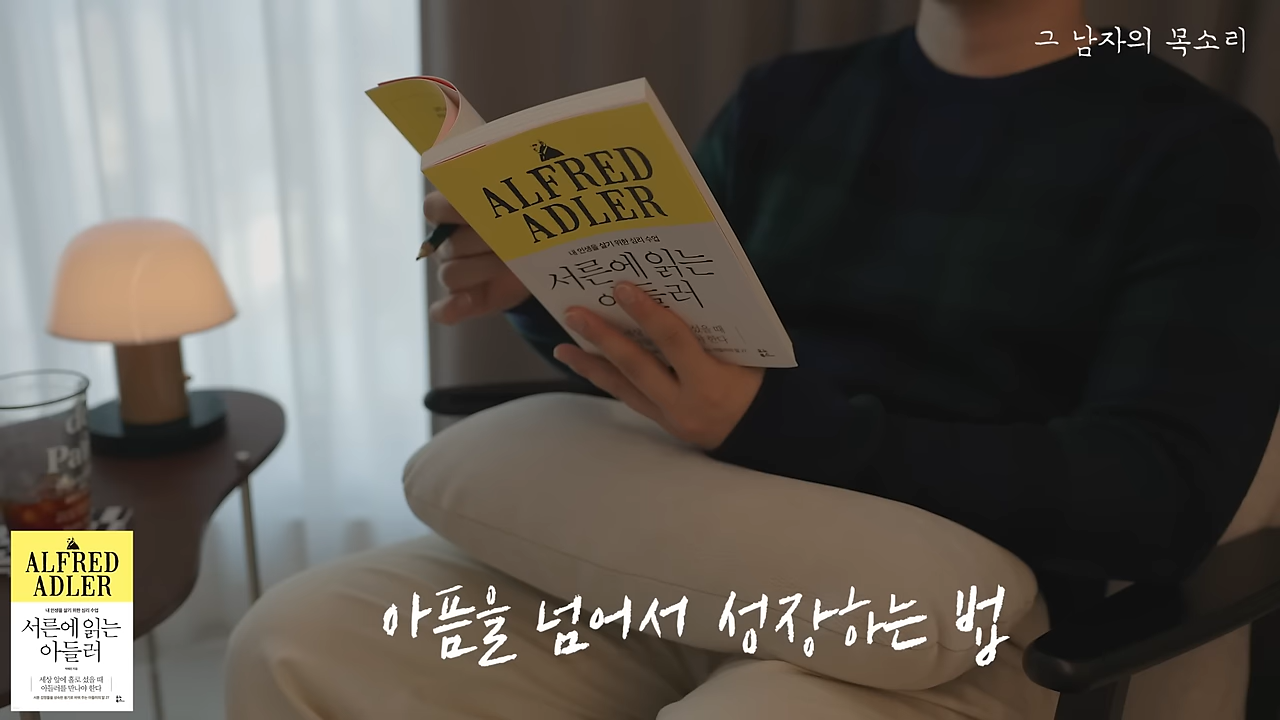 그 남자의 목소리
ALFRED
ADLER
내 인생을 살기 위한 심리 수업
서른에 읽는
아들러
아픔을 넘어서 성장하는 법
ALFRED
ADLER
내 인생을 살기 위한 심리 수업
서른에 읽는
아들러
세상 앞에 홀로 섰을 때
아들러를 만나야 한다